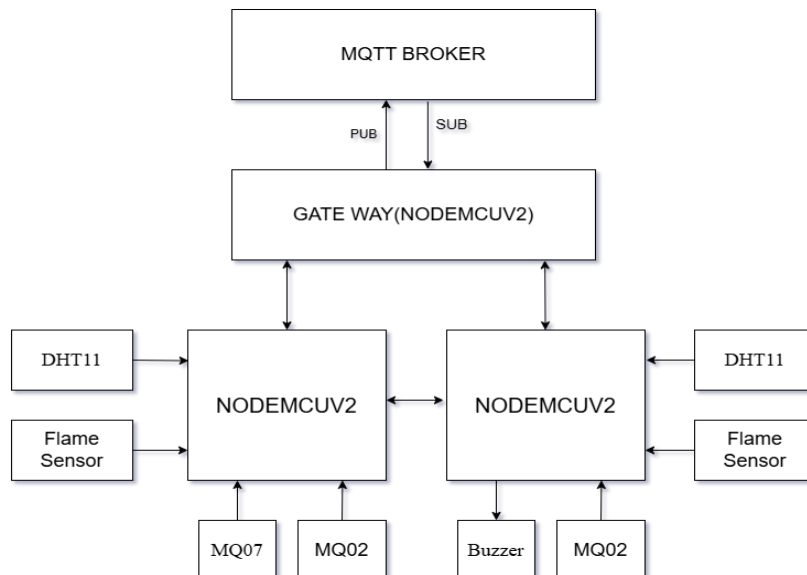 MQTT BROKER
PUB
SUB
GATE WAY(NODEMCUV2)
DHT11
NODEMCUV2
NODEMCUV2
DHT11
Flame
Sensor
Flame
Sensor
MQ07
MQ02
Buzzer
MQ02